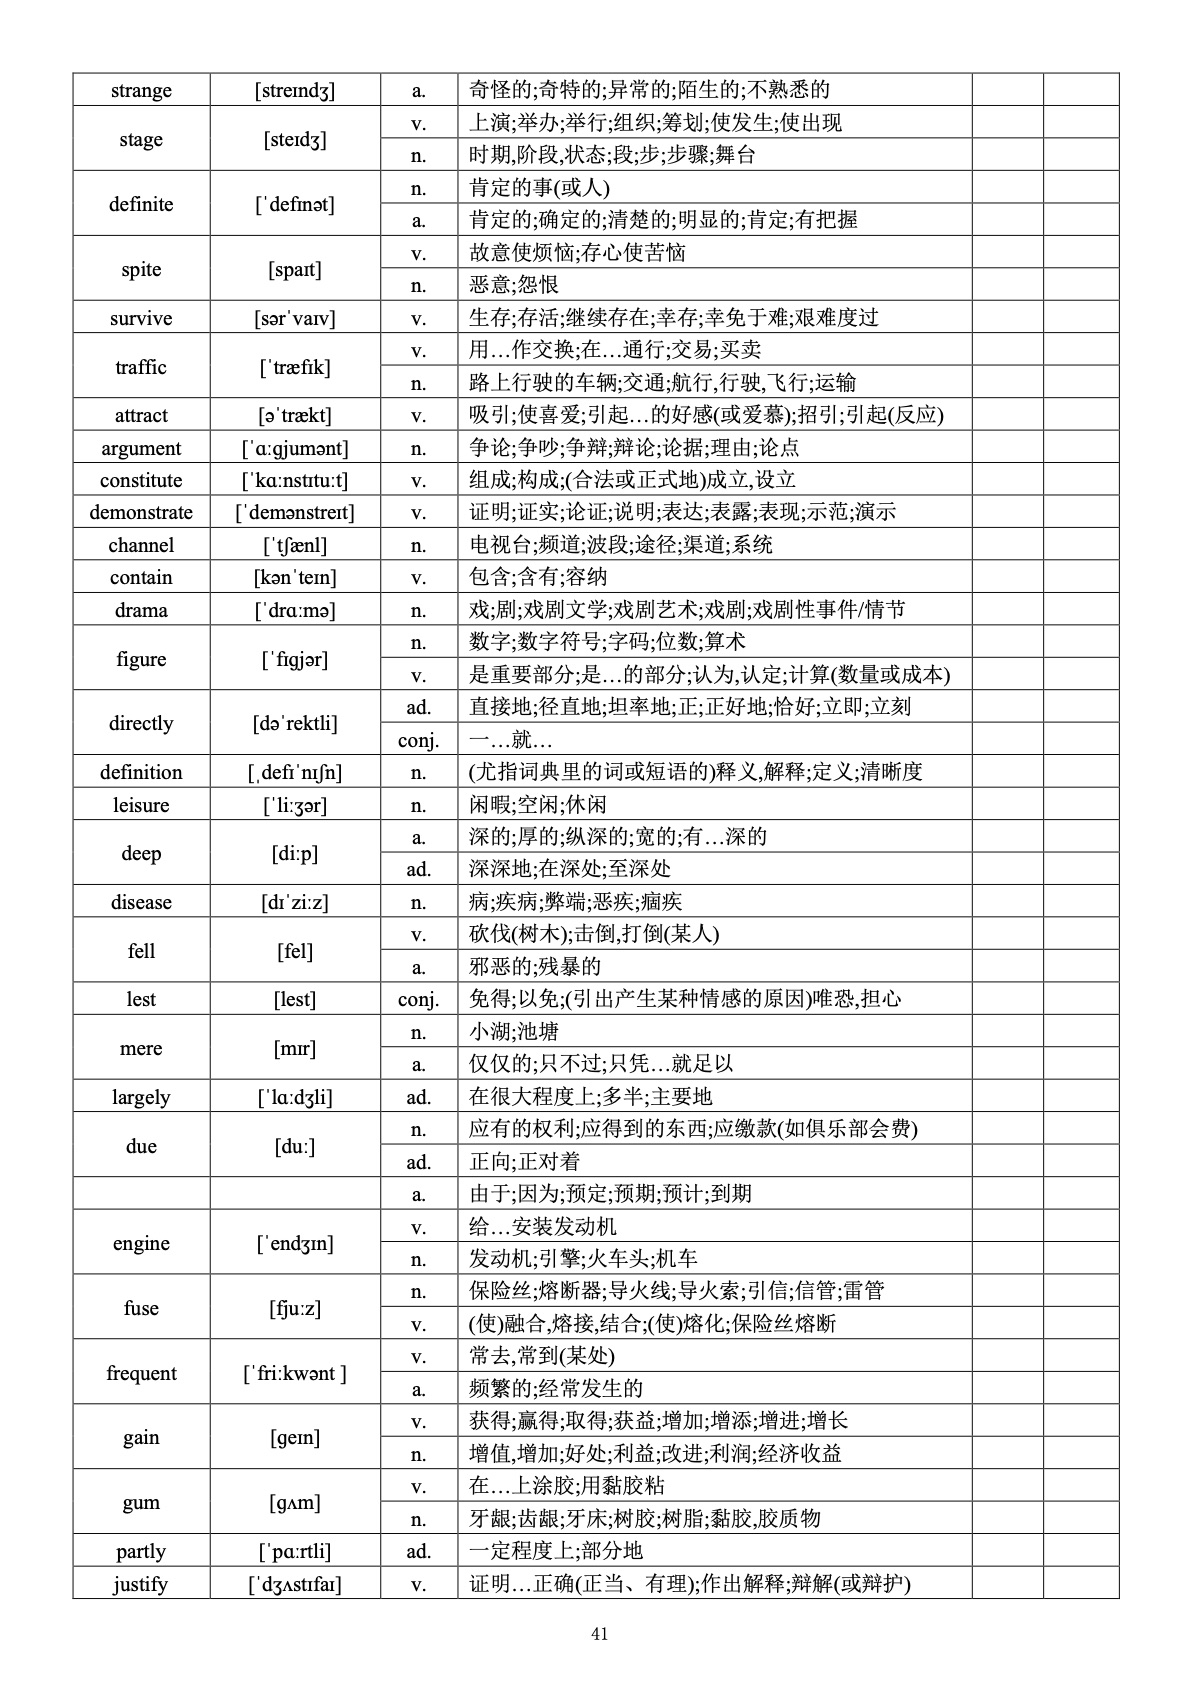 strange [streɪndʒ] a. 奇怪的;奇特的;异常的;陌生的;不熟悉的
stage [steɪdʒ] v. 上演;举办;举行;组织;筹划;使发生;使出现
n. 时期,阶段,状态;段;步;步骤;舞台
definite [ˈdefɪnət] n. 肯定的事(或人)
a. 肯定的;确定的;清楚的;明显的;肯定;有把握
spite [spaɪt] v. 故意使烦恼;存心使苦恼
n. 恶意;怨恨
survive [sərˈvaɪv] v. 生存;存活;继续存在;幸存;幸免于难;艰难度过
traffic [ˈtræfɪk] v. 用…作交换;在…通行;交易;买卖
n. 路上行驶的车辆;交通;航行,行驶,飞行;运输
attract [əˈtrækt] v. 吸引;使喜爱;引起…的好感(或爱慕);招引;引起(反应)
argument [ˈɑːɡjumənt] n. 争论;争吵;争辩;辩论;论据;理由;论点
constitute [ˈkɑːnstɪtuːt] v. 组成;构成;(合法或正式地)成立,设立
demonstrate [ˈdemənstreɪt] v. 证明;证实;论证;说明;表达;表露;表现;示范;演示
channel [ˈtʃænl] n. 电视台;频道;波段;途径;渠道;系统
contain [kənˈteɪn] v. 包含;含有;容纳
drama [ˈdrɑːmə] n. 戏;剧;戏剧文学;戏剧艺术;戏剧;戏剧性事件/情节
figure [ˈfɪɡjər] n. 数字;数字符号;字码;位数;算术
v. 是重要部分;是…的部分;认为,认定;计算(数量或成本)
directly [dəˈrektli] ad. 直接地;径直地;坦率地;正;正好地;恰好;立即;立刻
conj. 一…就…
definition [ˌdefɪˈnɪʃn] n. (尤指词典里的词或短语的)释义,解释;定义;清晰度
leisure [ˈliːʒər] n. 闲暇;空闲;休闲
deep [diːp] a. 深的;厚的;纵深的;宽的;有…深的
ad. 深深地;在深处;至深处
disease [dɪˈziːz] n. 病;疾病;弊端;恶疾;痼疾
fell [fel] v. 砍伐(树木);击倒,打倒(某人)
a. 邪恶的;残暴的
lest [lest] conj. 免得;以免;(引出产生某种情感的原因)唯恐,担心
mere [mɪr] n. 小湖;池塘
a. 仅仅的;只不过;只凭…就足以
largely [ˈlɑːdʒli] ad. 在很大程度上;多半;主要地
due [duː] n. 应有的权利;应得到的东西;应缴款(如俱乐部会费)
ad. 正向;正对着
a. 由于;因为;预定;预期;预计;到期
engine [ˈendʒɪn] v. 给…安装发动机
n. 发动机;引擎;火车头;机车
fuse [fjuːz] n. 保险丝;熔断器;导火线;导火索;引信;信管;雷管
v. (使)融合,熔接,结合;(使)熔化;保险丝熔断
frequent [ˈfriːkwənt ] v. 常去,常到(某处)
a. 频繁的;经常发生的
gain [ɡeɪn] v. 获得;赢得;取得;获益;增加;增添;增进;增长
n. 增值,增加;好处;利益;改进;利润;经济收益
gum [ɡʌm] v. 在…上涂胶;用黏胶粘
n. 牙龈;齿龈;牙床;树胶;树脂;黏胶,胶质物
partly [ˈpɑːrtli] ad. 一定程度上;部分地
justify [ˈdʒʌstɪfaɪ] v. 证明…正确(正当、有理);作出解释;辩解(或辩护)
41